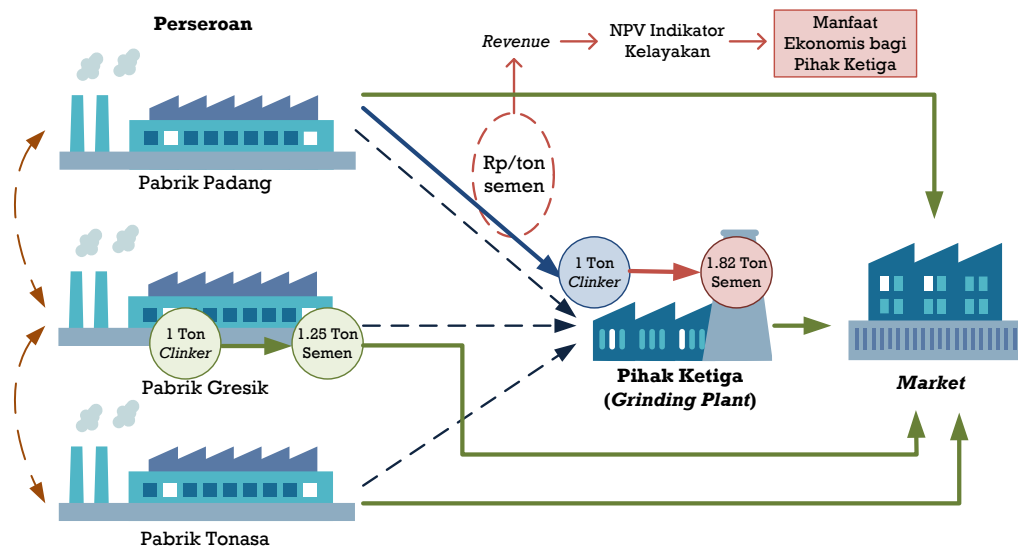 Perseroan
Revenue
NPV Indikator
Kelayakan
Manfaat
Ekonomis bagi
Pihak Ketiga
Rp/ton
semen
Pabrik Padang
1 Ton
Clinker
1.82 Ton
Semen
1 Ton
Clinker
1.25 Ton
Semen
Pabrik Gresik
Pihak Ketiga
(Grinding Plant)
Market
Pabrik Tonasa